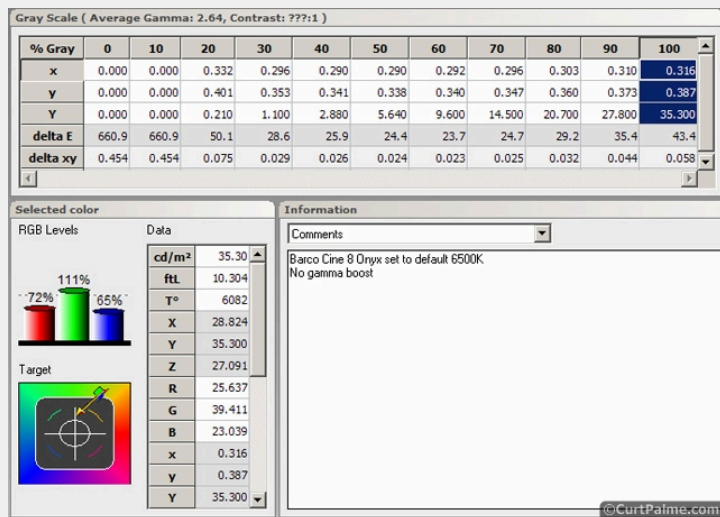 Gray Scale ( Average Gamma: 2.64, Contrast: ???:1 )
% Gray 0 10 20 30 40 50 60 70 80 90 100
x 0.000 0.000 0.332 0.296 0.290 0.290 0.292 0.296 0.303 0.310 0.316
y 0.000 0.000 0.401 0.353 0.341 0.338 0.340 0.347 0.360 0.373 0.387
Y 0.000 0.000 0.210 1.100 2.880 5.640 9.600 14.500 20.700 27.800 35.300
delta E 660.9 660.9 50.1 28.6 25.9 24.4 23.7 24.7 29.2 35.4 43.4
delta xy 0.454 0.454 0.075 0.029 0.026 0.024 0.023 0.025 0.032 0.044 0.058
Selected color
RGB Levels
72% 111% 65%
Target
Data
cd/m² 35.30
ftL 10.304
T° 6082
X 28.824
Y 35.300
Z 27.091
R 25.637
G 39.411
B 23.039
x 0.316
y 0.387
Y 35.300
Information
Comments
Barco Cine 8 Onyx set to default 6500K
No gamma boost
©CurtPalme.com